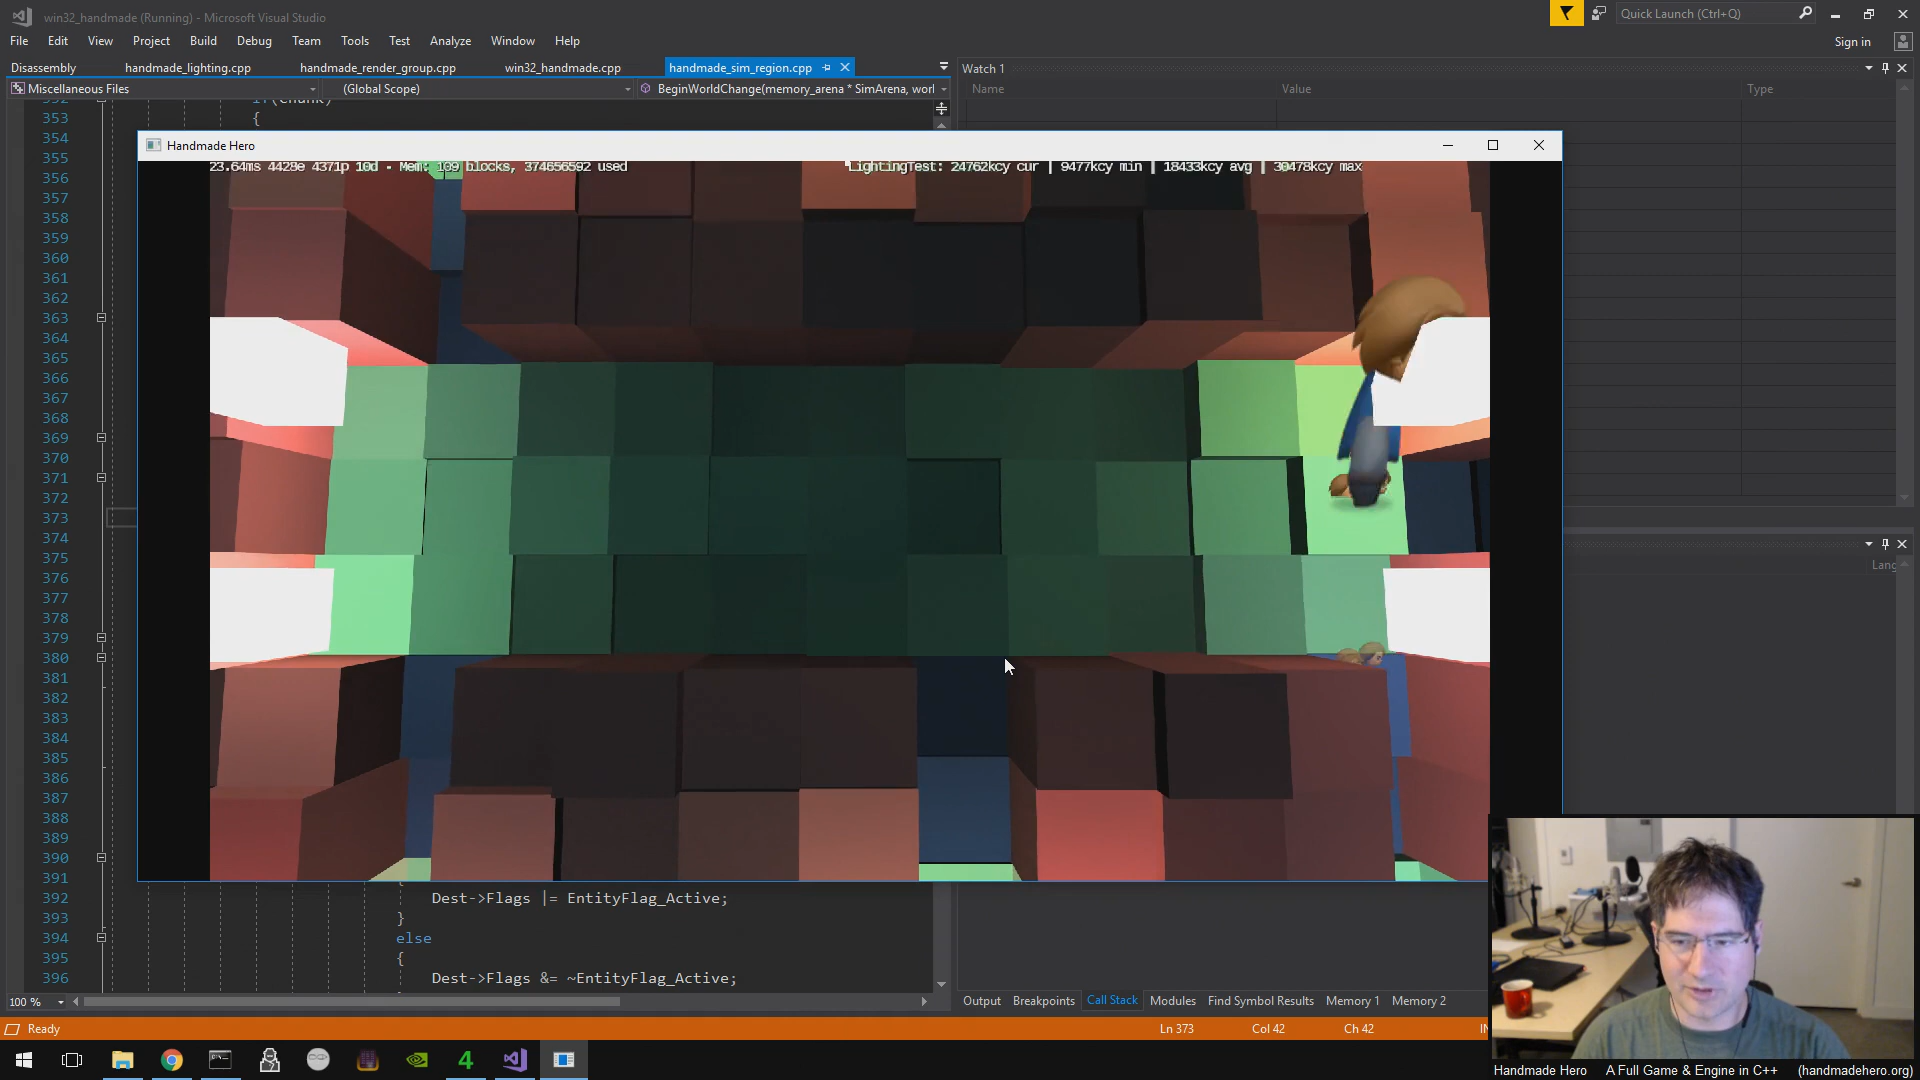 win32_handmade (Running) - Microsoft Visual Studio
Quick Launch (Ctrl+Q)
File Edit View Project Build Debug Team Tools Test Analyze Window Help
Sign in
Disassembly handmade_lighting.cpp handmade_render_group.cpp win32_handmade.cpp handmade_sim_region.cpp
Watch 1
Miscellaneous Files (Global Scope) BeginWorldChange(memory_arena * SimArena, worl
Name Value Type
352 if(Chunk)
353 {
354
Handmade Hero
355
23.64ms 4428e 4371p 10d - Mem: 109 blocks, 374656592 used
LightingTest: 24762kcy cur | 9477kcy min | 18433kcy avg | 30478kcy max
356
357
358
359
360
361
362
363
364
365
366
367
368
369
370
371
372
373
374
375
376
377
378
379
380
381
382
383
384
385
386
387
388
389
390
391 {
392 Dest->Flags |= EntityFlag_Active;
393 }
394 else
395 {
396 Dest->Flags &= ~EntityFlag_Active;
Lang
100 %
Output Breakpoints Call Stack Modules Find Symbol Results Memory 1 Memory 2
Ready Ln 373 Col 42 Ch 42 IN
4
Handmade Hero A Full Game & Engine in C++ (handmadehero.org)